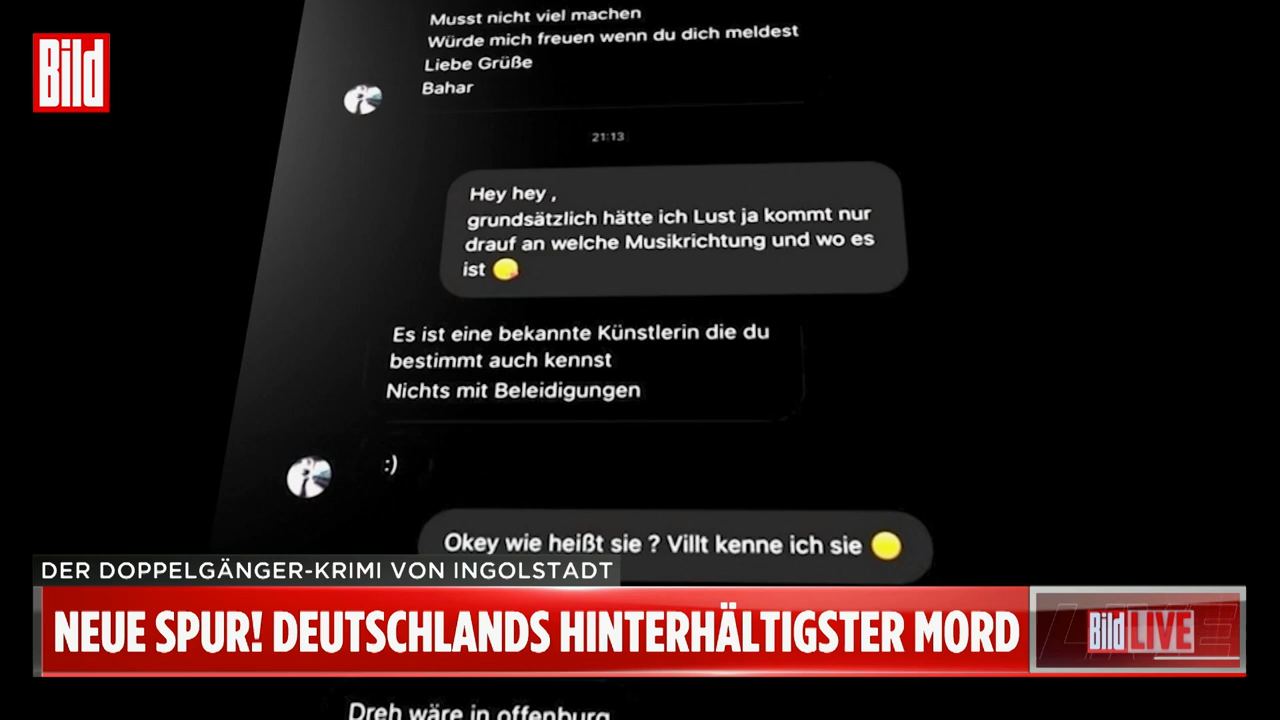 Bild
Musst nicht viel machen
Würde mich freuen wenn du dich meldest
Liebe Grüße
Bahar
21:13
Hey hey ,
grundsätzlich hätte ich Lust ja kommt nur
drauf an welche Musikrichtung und wo es
ist
Es ist eine bekannte Künstlerin die du
bestimmt auch kennst
Nichts mit Beleidigungen
:)
Okey wie heißt sie ? Villt kenne ich sie
DER DOPPELGÄNGER-KRIMI VON INGOLSTADT
NEUE SPUR! DEUTSCHLANDS HINTERHÄLTIGSTER MORD
Bild LIVE
Dreh wäre in offenburg